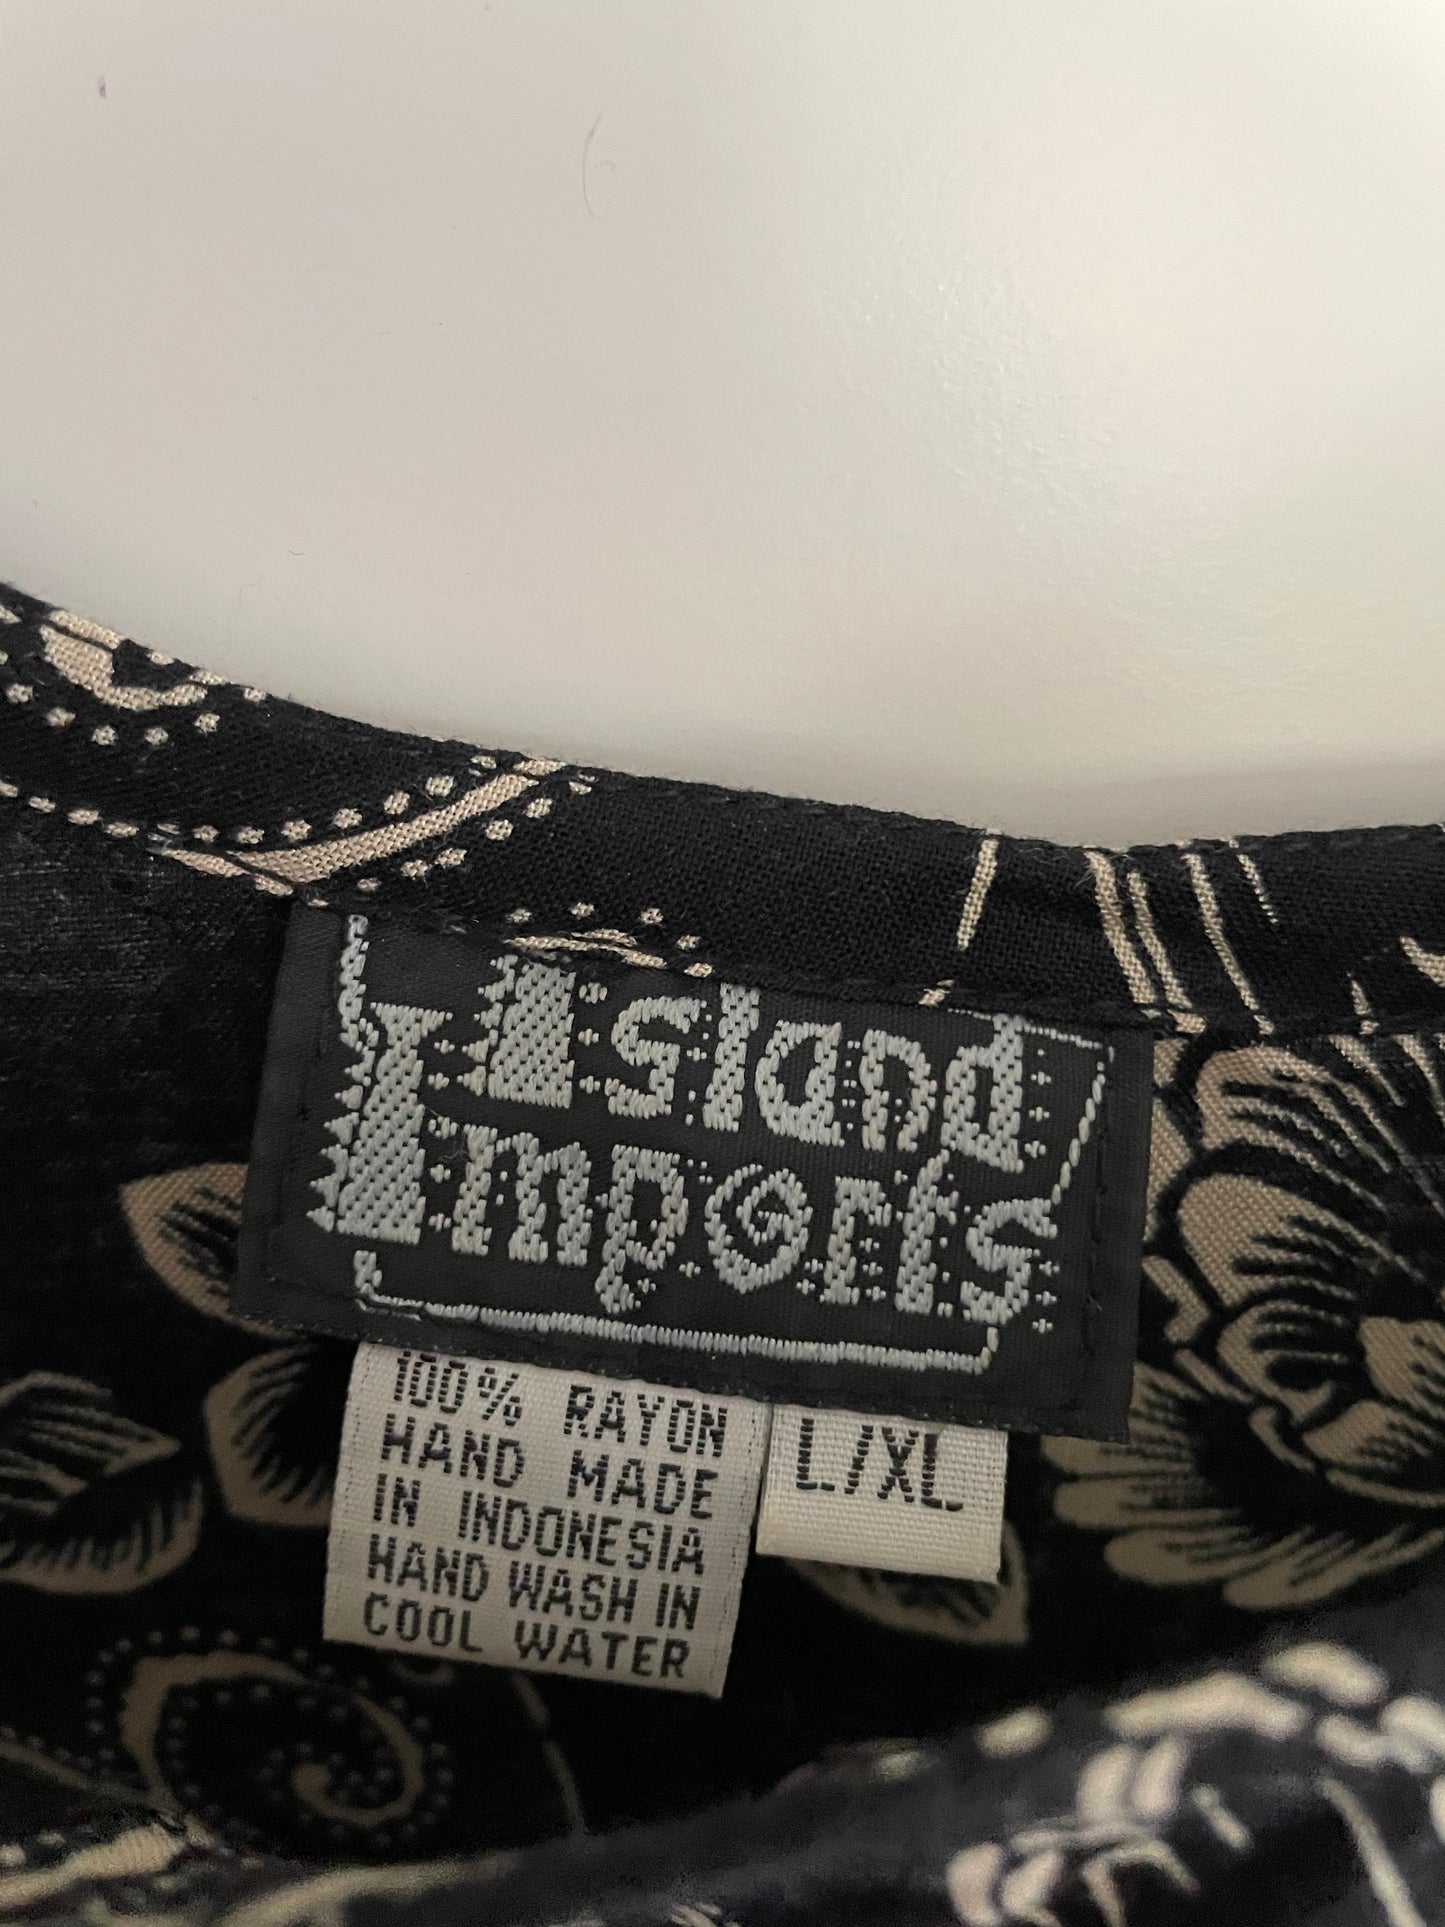 Island
Imports
100% RAYON
HAND MADE
IN INDONESIA
HAND WASH IN
COOL WATER
L/XL